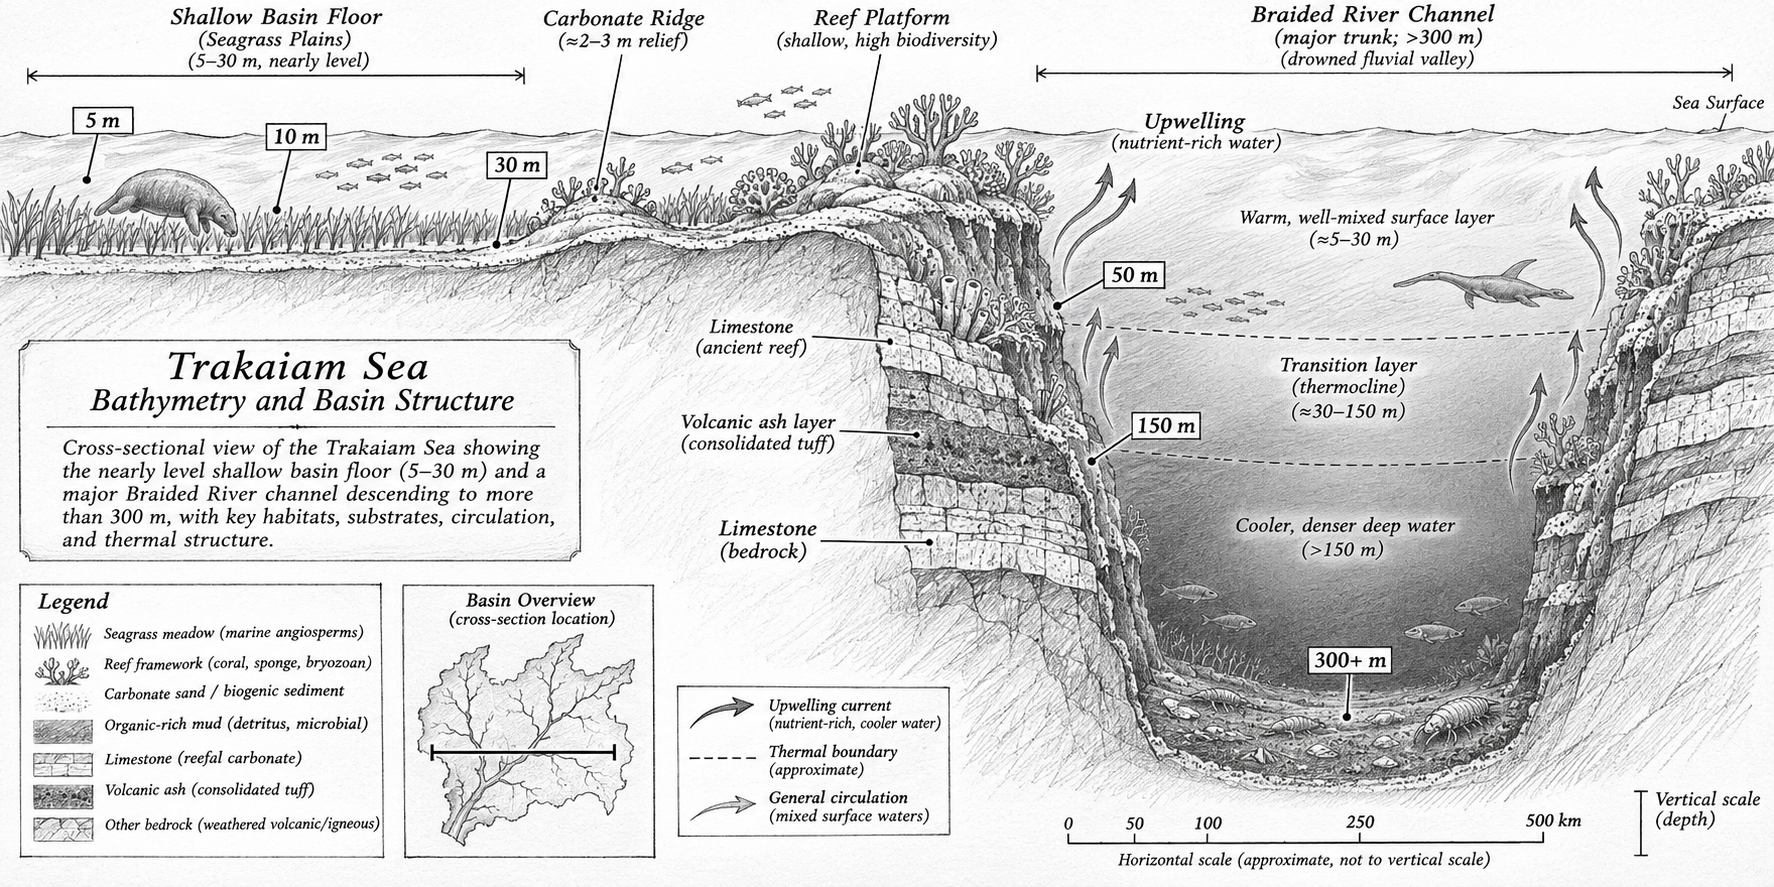 Shallow Basin Floor
(Seagrass Plains)
(5–30 m, nearly level)
Carbonate Ridge
(≈2–3 m relief)
Reef Platform
(shallow, high biodiversity)
Braided River Channel
(major trunk; >300 m)
(drowned fluvial valley)
Sea Surface
5 m
10 m
30 m
Upwelling
(nutrient-rich water)
Warm, well-mixed surface layer
(≈5–30 m)
50 m
Limestone
(ancient reef)
Transition layer
(thermocline)
(≈30–150 m)
Volcanic ash layer
(consolidated tuff)
150 m
Limestone
(bedrock)
Cooler, denser deep water
(>150 m)
300+ m
Trakaiam Sea
Bathymetry and Basin Structure
Cross-sectional view of the Trakaiam Sea showing
the nearly level shallow basin floor (5–30 m) and a
major Braided River channel descending to more
than 300 m, with key habitats, substrates, circulation,
and thermal structure.
Legend
Seagrass meadow (marine angiosperms)
Reef framework (coral, sponge, bryozoan)
Carbonate sand / biogenic sediment
Organic-rich mud (detritus, microbial)
Limestone (reefal carbonate)
Volcanic ash (consolidated tuff)
Other bedrock (weathered volcanic/igneous)
Basin Overview
(cross-section location)
Upwelling current
(nutrient-rich, cooler water)
Thermal boundary
(approximate)
General circulation
(mixed surface waters)
0 50 100 250 500 km
Horizontal scale (approximate, not to vertical scale)
Vertical scale
(depth)